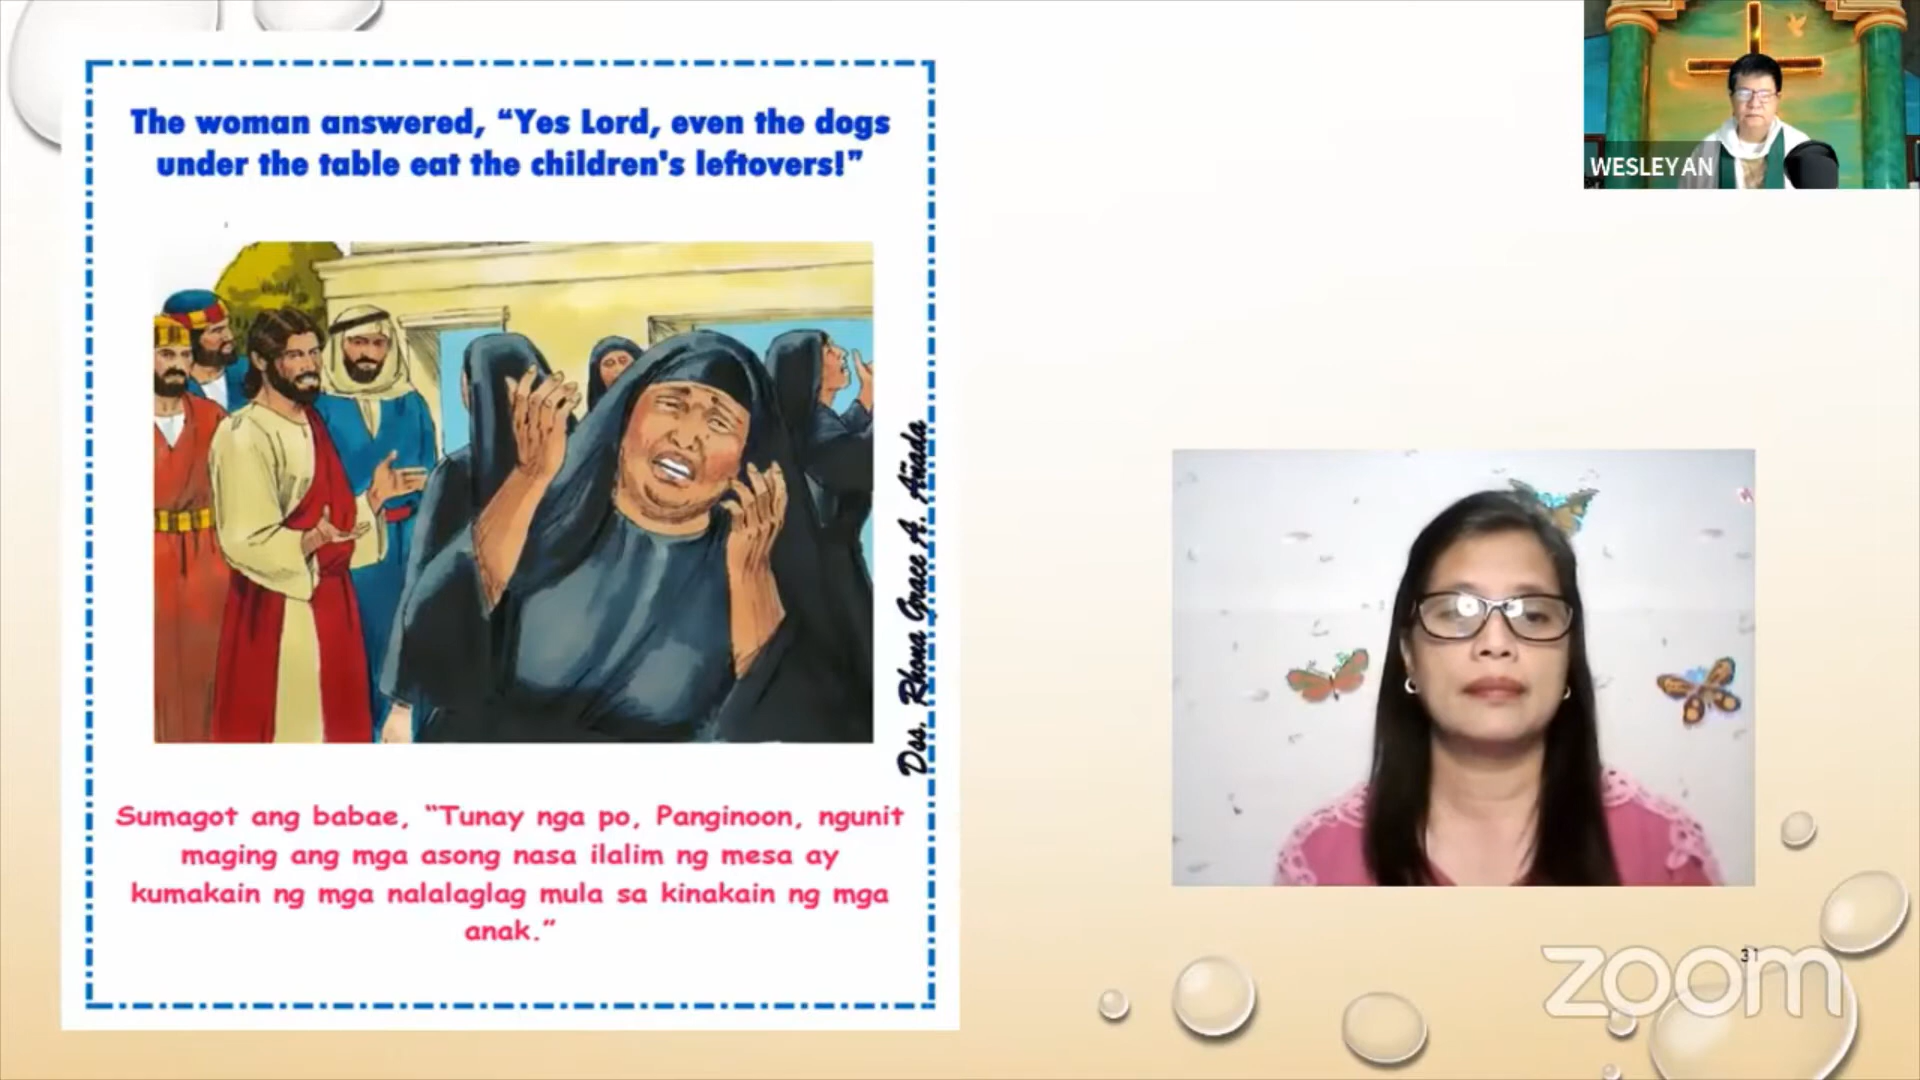 The woman answered, “Yes Lord, even the dogs
under the table eat the children's leftovers!”
Dss. Rhona Grace A. Añada
Sumagot ang babae, “Tunay nga po, Panginoon, ngunit
maging ang mga asong nasa ilalim ng mesa ay
kumakain ng mga nalalaglag mula sa kinakain ng mga
anak.”
WESLEYAN
31
zoom